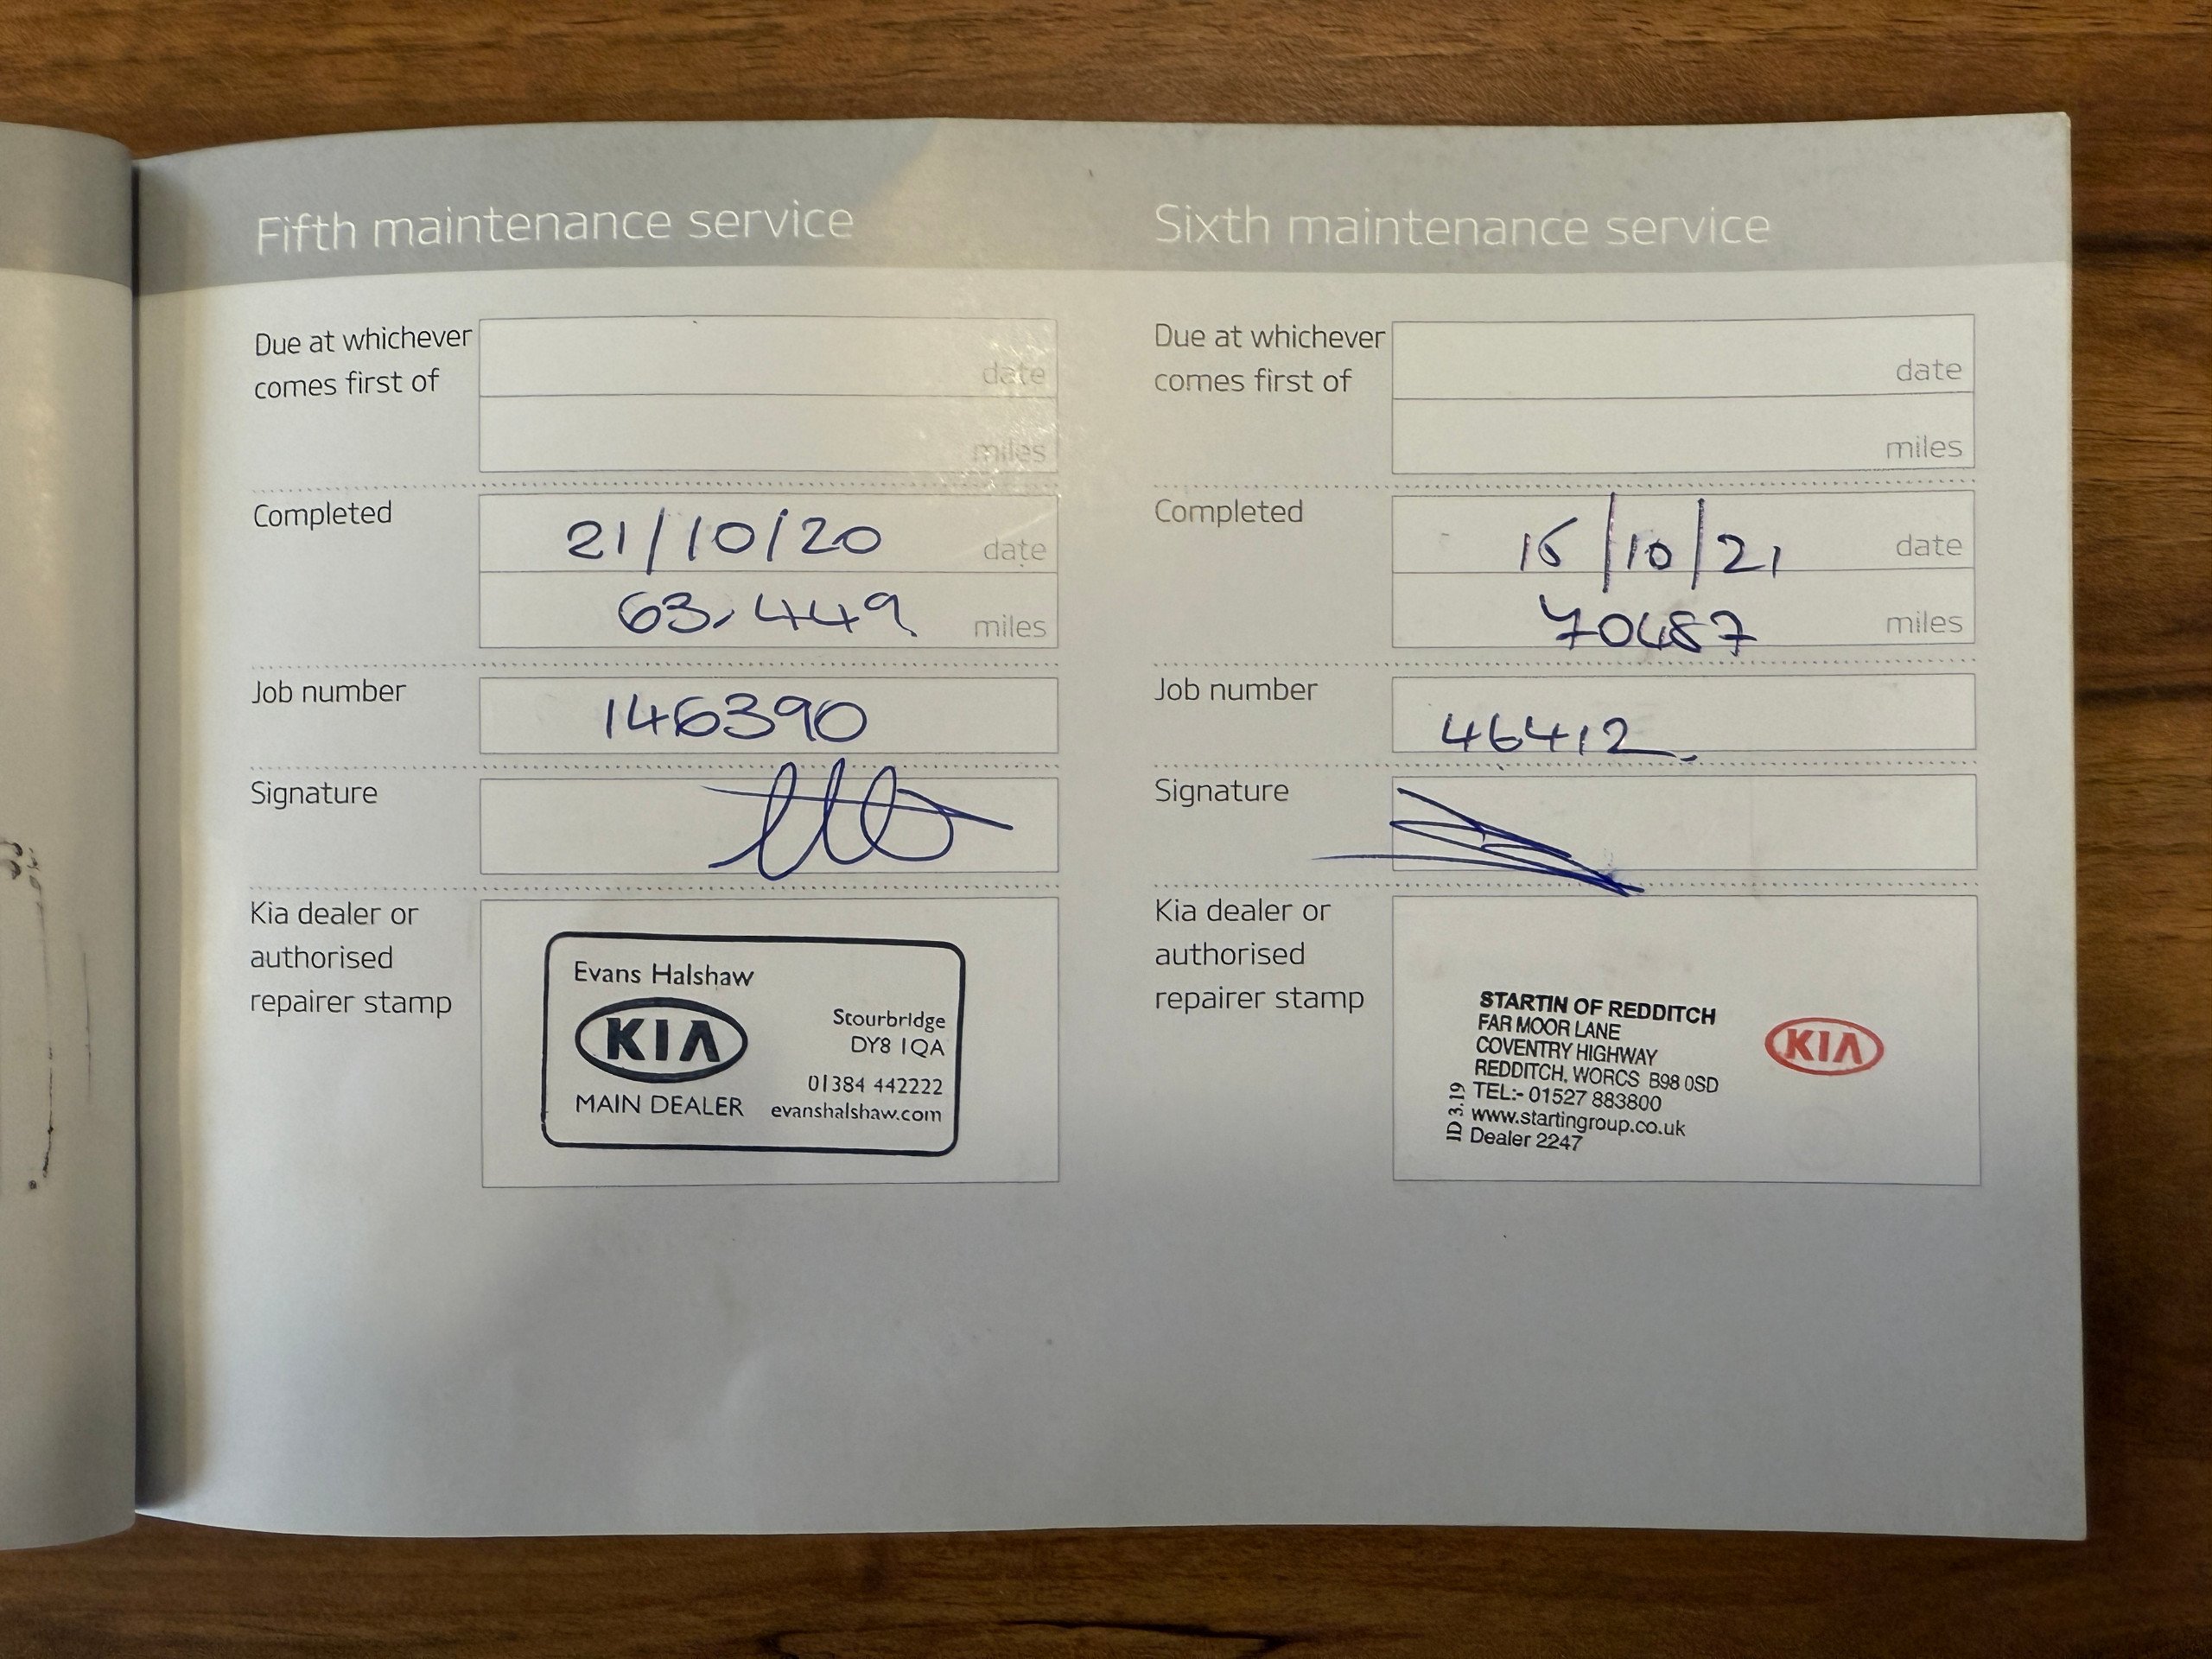 Fifth maintenance service
Due at whichever
comes first of
date
miles
Completed
21/10/20
date
63,449
miles
Job number
146390
Signature
Kia dealer or
authorised
repairer stamp
Evans Halshaw
KIA
MAIN DEALER
Stourbridge
DY8 1QA
01384 442222
evanshalshaw.com
Sixth maintenance service
Due at whichever
comes first of
date
miles
Completed
15/10/21
date
70487
miles
Job number
46412
Signature
Kia dealer or
authorised
repairer stamp
STARTIN OF REDDITCH
FAR MOOR LANE
COVENTRY HIGHWAY
REDDITCH, WORCS B98 0SD
TEL:- 01527 883800
www.startingroup.co.uk
Dealer 2247
ID 3.19
KIA